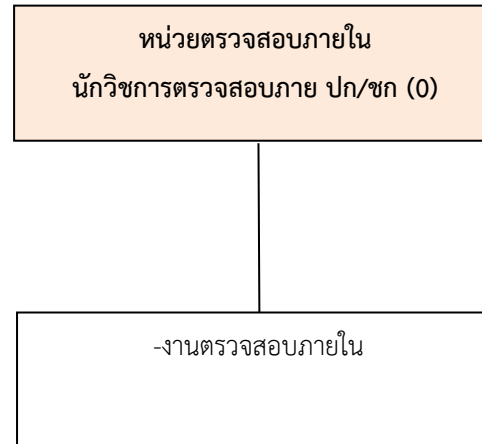 หน่วยตรวจสอบภายใน
นักวิชาการตรวจสอบภาย ปก/ชก (0)
-งานตรวจสอบภายใน